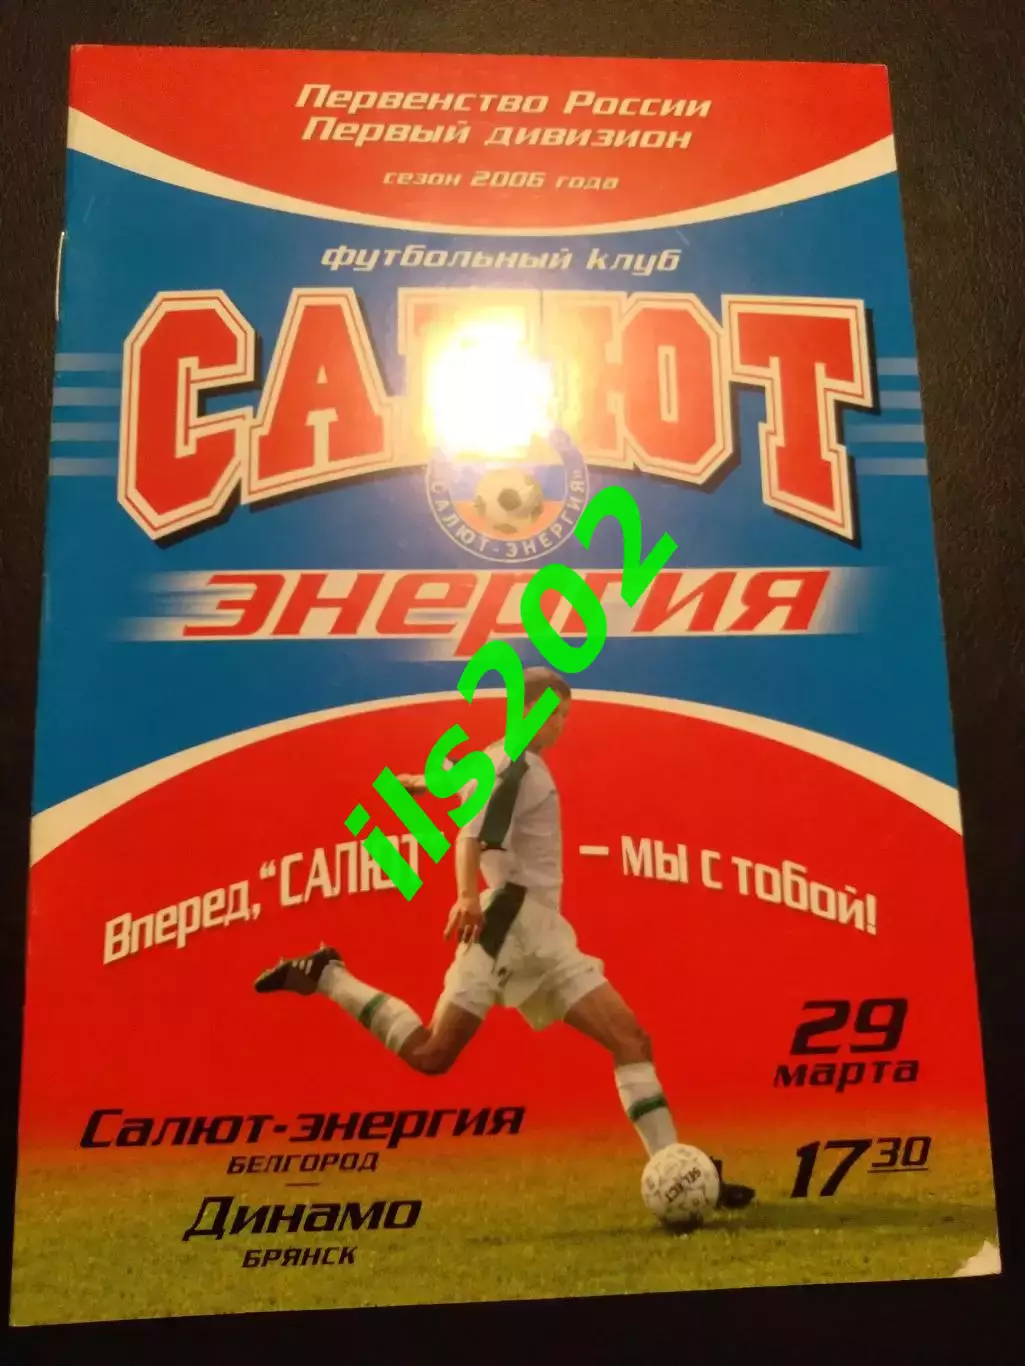 Первенство России
Первый дивизион
сезон 2006 года
футбольный клуб
САЛЮТ
"САЛЮТ-ЭНЕРГИЯ"
ЭНЕРГИЯ
ils202
Вперед, "САЛЮТ" – мы с тобой!
29
марта
17 30
Салют-энергия
БЕЛГОРОД
Динамо
БРЯНСК
SELECT